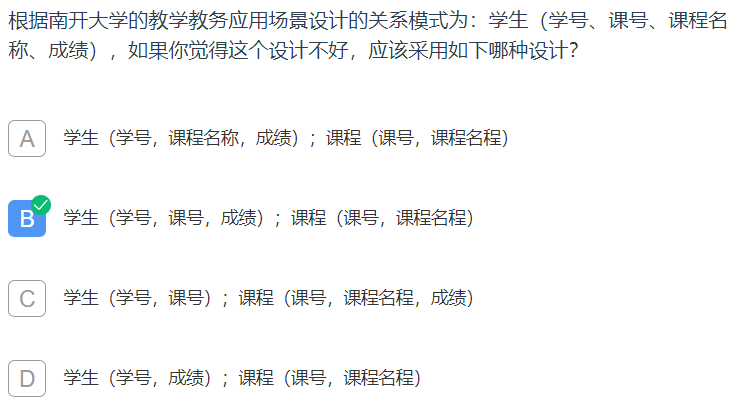 根据南开大学的教学教务应用场景设计的关系模式为：学生（学号、课号、课程名
称、成绩），如果你觉得这个设计不好，应该采用如下哪种设计？
A 学生（学号，课程名称，成绩）；课程（课号，课程名程）
B 学生（学号，课号，成绩）；课程（课号，课程名程）
C 学生（学号，课号）；课程（课号，课程名程，成绩）
D 学生（学号，成绩）；课程（课号，课程名程）